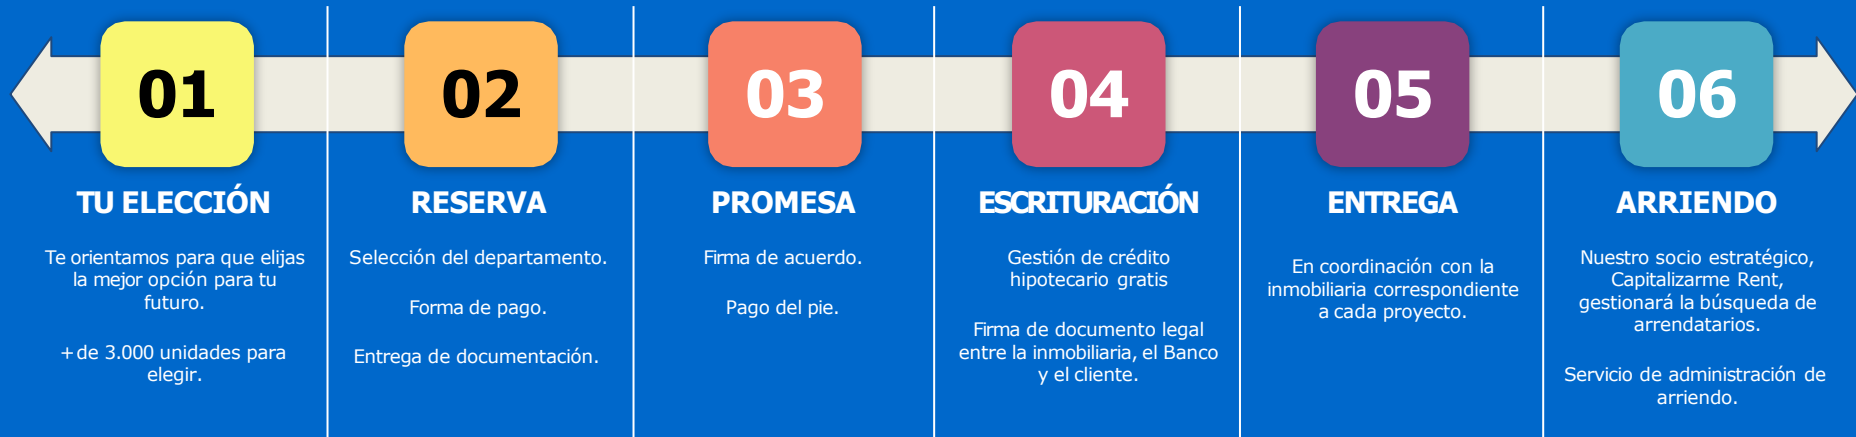 01
TU ELECCIÓN
Te orientamos para que elijas
la mejor opción para tu
futuro.
+de 3.000 unidades para
elegir.
02
RESERVA
Selección del departamento.
Forma de pago.
Entrega de documentación.
03
PROMESA
Firma de acuerdo.
Pago del pie.
04
ESCRITURACIÓN
Gestión de crédito
hipotecario gratis
Firma de documento legal
entre la inmobiliaria, el Banco
y el cliente.
05
ENTREGA
En coordinación con la
inmobiliaria correspondiente
a cada proyecto.
06
ARRIENDO
Nuestro socio estratégico,
Capitalizarme Rent,
gestionará la búsqueda de
arrendatarios.
Servicio de administración de
arriendo.